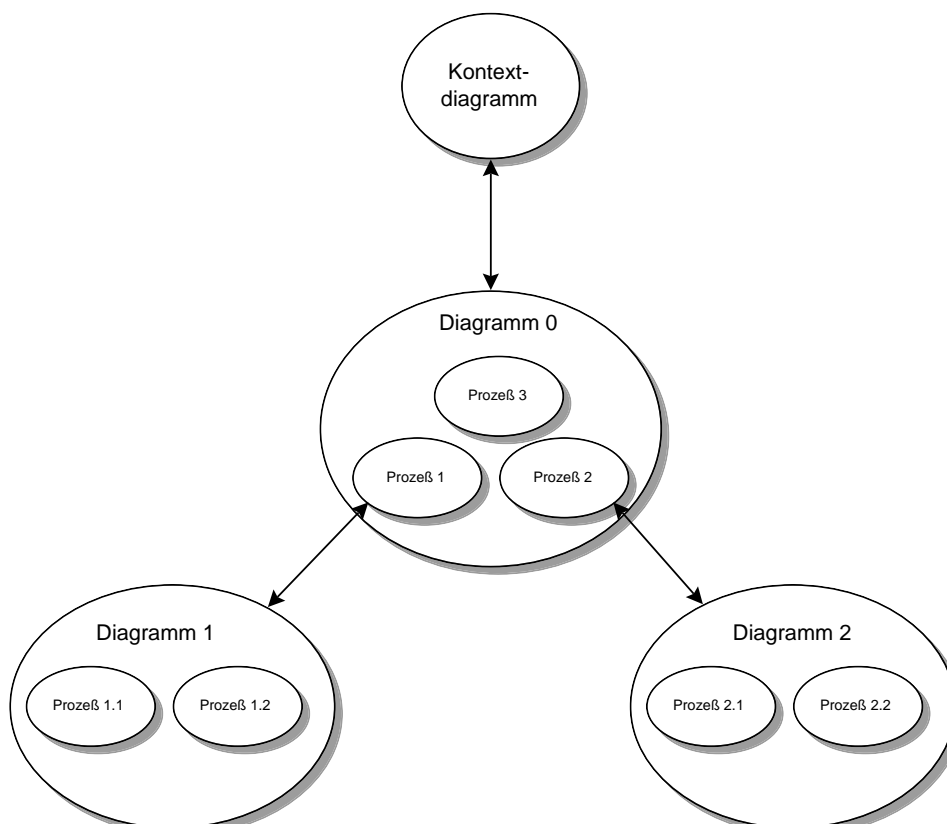 Kontext-
diagramm
Diagramm 0
Prozeß 3
Prozeß 1
Prozeß 2
Diagramm 1
Prozeß 1.1
Prozeß 1.2
Diagramm 2
Prozeß 2.1
Prozeß 2.2